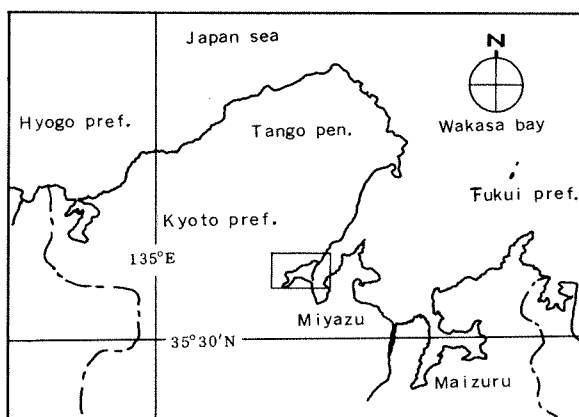 Japan sea
N
Hyogo pref.
Tango pen.
Wakasa bay
Fukui pref.
Kyoto pref.
135°E
Miyazu
35°30'N
Maizuru